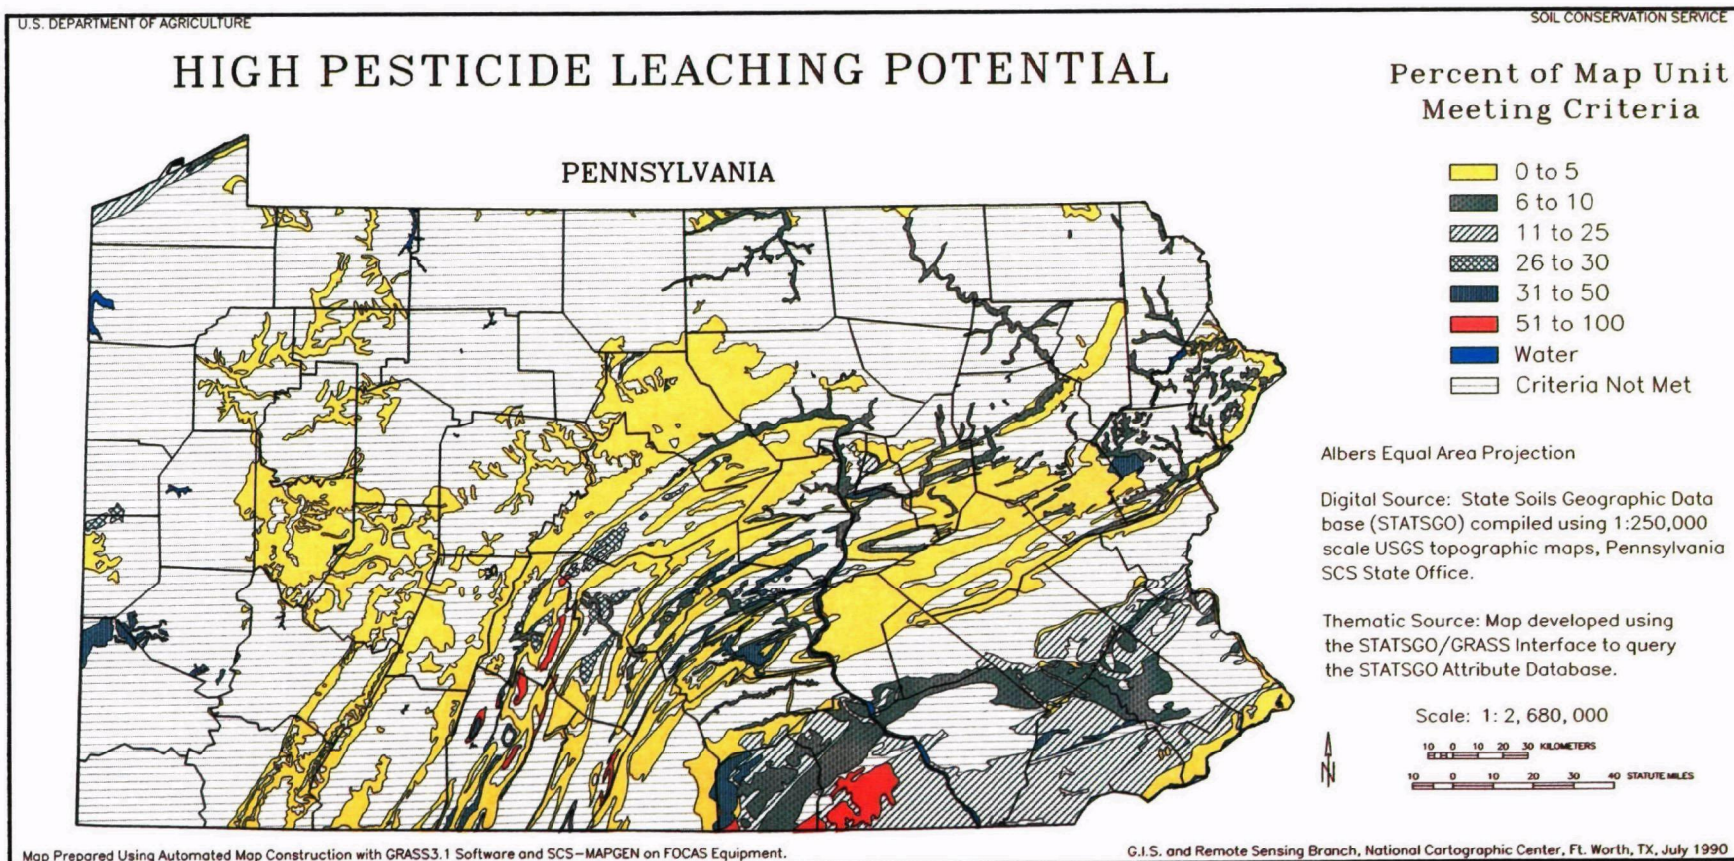 U.S. DEPARTMENT OF AGRICULTURE
SOIL CONSERVATION SERVICE
HIGH PESTICIDE LEACHING POTENTIAL
PENNSYLVANIA
Percent of Map Unit
Meeting Criteria
0 to 5
6 to 10
11 to 25
26 to 30
31 to 50
51 to 100
Water
Criteria Not Met
Albers Equal Area Projection
Digital Source: State Soils Geographic Data
base (STATSGO) compiled using 1:250,000
scale USGS topographic maps, Pennsylvania
SCS State Office.
Thematic Source: Map developed using
the STATSGO/GRASS Interface to query
the STATSGO Attribute Database.
Scale: 1: 2, 680, 000
10 0 10 20 30 KILOMETERS
10 0 10 20 30 40 STATUTE MILES
N
Map Prepared Using Automated Map Construction with GRASS3.1 Software and SCS-MAPGEN on FOCAS Equipment.
G.I.S. and Remote Sensing Branch, National Cartographic Center, Ft. Worth, TX, July 1990